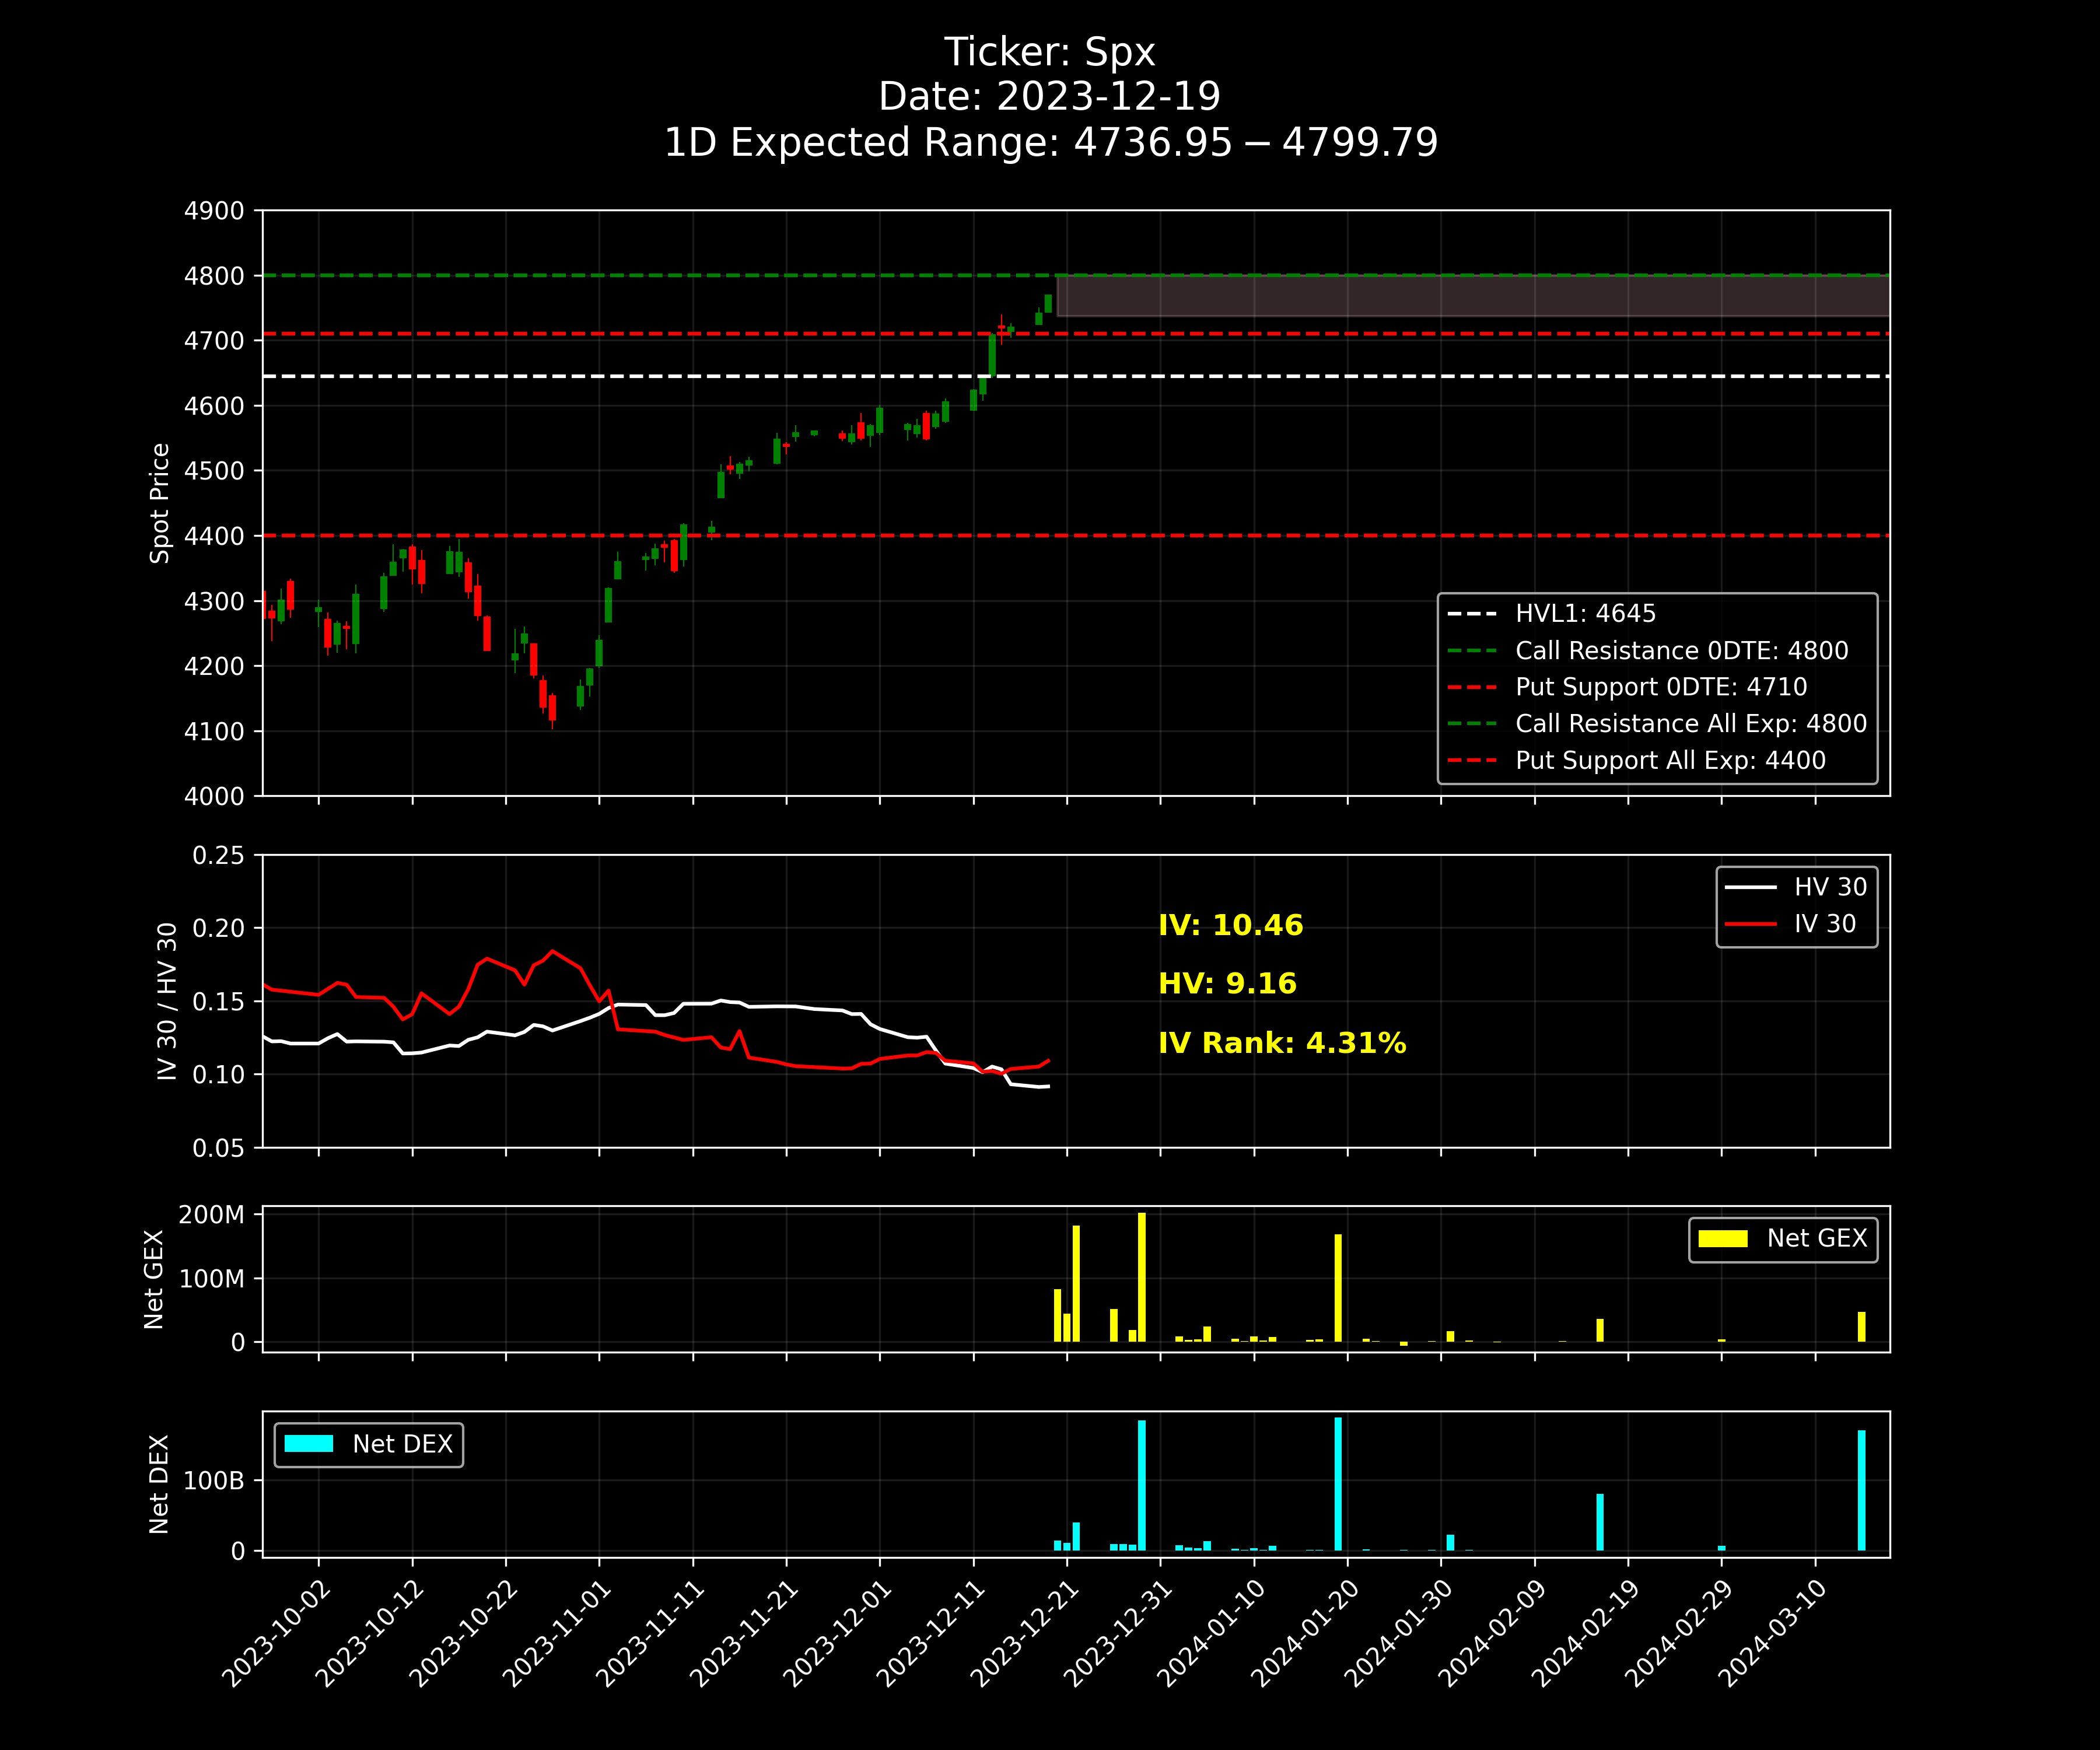 Ticker: Spx
Date: 2023-12-19
1D Expected Range: 4736.95 − 4799.79
4900
4800
4700
4600
4500
4400
4300
4200
4100
4000
Spot Price
HVL1: 4645
Call Resistance 0DTE: 4800
Put Support 0DTE: 4710
Call Resistance All Exp: 4800
Put Support All Exp: 4400
0.25
0.20
0.15
0.10
0.05
IV 30 / HV 30
IV: 10.46
HV: 9.16
IV Rank: 4.31%
HV 30
IV 30
200M
100M
0
Net GEX
Net GEX
100B
0
Net DEX
Net DEX
2023-10-02
2023-10-12
2023-10-22
2023-11-01
2023-11-11
2023-11-21
2023-12-01
2023-12-11
2023-12-21
2023-12-31
2024-01-10
2024-01-20
2024-01-30
2024-02-09
2024-02-19
2024-02-29
2024-03-10